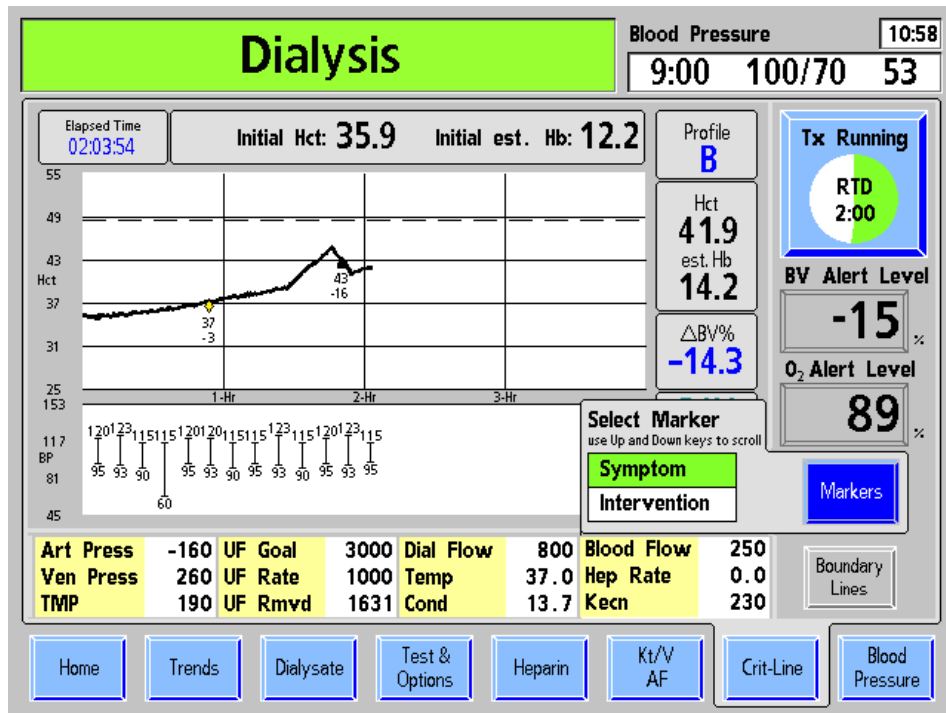 Dialysis
Blood Pressure 10:58
9:00 100/70 53
Elapsed Time
02:03:54
Initial Hct: 35.9 Initial est. Hb: 12.2
Profile
B
Hct
41.9
est. Hb
14.2
△BV%
-14.3
Tx Running
RTD
2:00
BV Alert Level
-15 %
O₂ Alert Level
89 %
55
49
43
Hct
37
31
25
37
-3
43
-16
1-Hr 2-Hr 3-Hr
153
117
BP
81
45
120 123 115 115 120 120 115 115 123 115 120 123 115
95 93 90 60 95 93 90 95 93 90 95 93 95
Select Marker
use Up and Down keys to scroll
Symptom
Intervention
Markers
Art Press -160 UF Goal 3000 Dial Flow 800 Blood Flow 250
Ven Press 260 UF Rate 1000 Temp 37.0 Hep Rate 0.0
TMP 190 UF Rmvd 1631 Cond 13.7 Kecn 230
Boundary
Lines
Home
Trends
Dialysate
Test &
Options
Heparin
Kt/V
AF
Crit-Line
Blood
Pressure